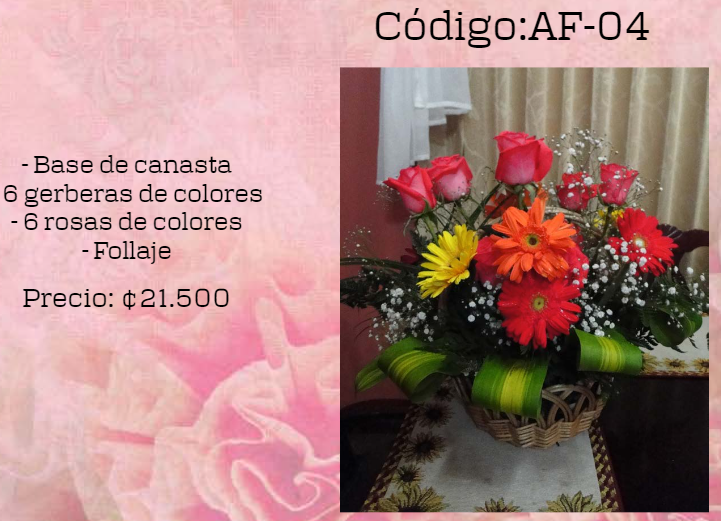 Código:AF-04
- Base de canasta
6 gerberas de colores
- 6 rosas de colores
- Follaje
Precio: ¢21.500